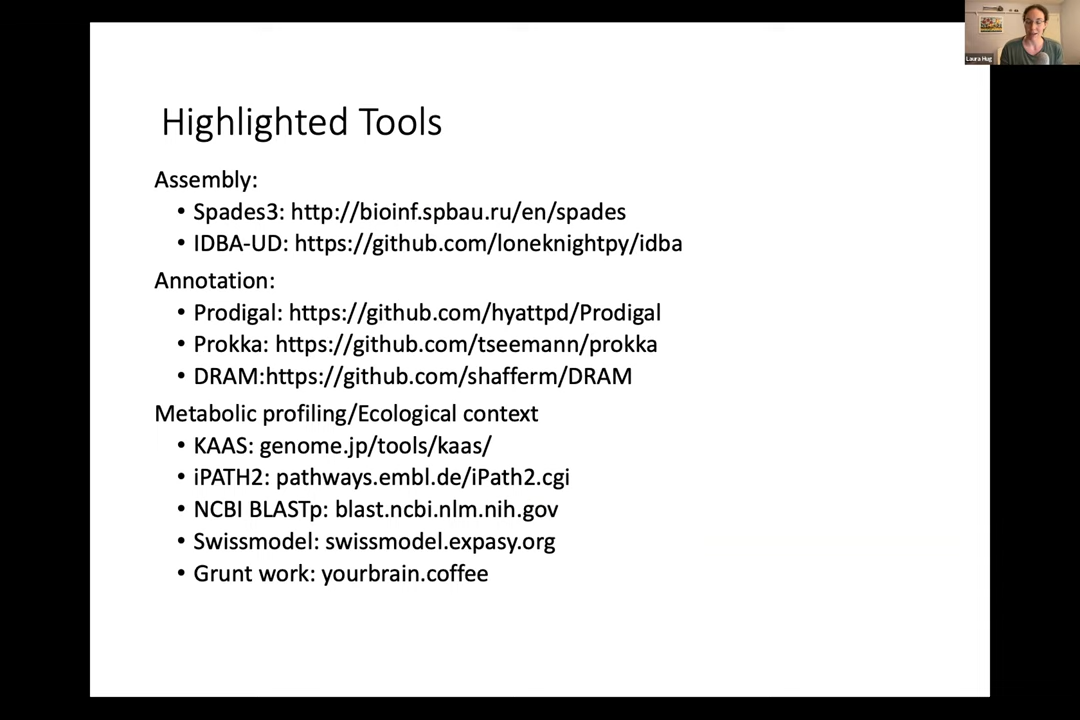 Laura Hug
Highlighted Tools
Assembly:
• Spades3: http://bioinf.spbau.ru/en/spades
• IDBA-UD: https://github.com/loneknightpy/idba
Annotation:
• Prodigal: https://github.com/hyattpd/Prodigal
• Prokka: https://github.com/tseemann/prokka
• DRAM:https://github.com/shafferm/DRAM
Metabolic profiling/Ecological context
• KAAS: genome.jp/tools/kaas/
• iPATH2: pathways.embl.de/iPath2.cgi
• NCBI BLASTp: blast.ncbi.nlm.nih.gov
• Swissmodel: swissmodel.expasy.org
• Grunt work: yourbrain.coffee